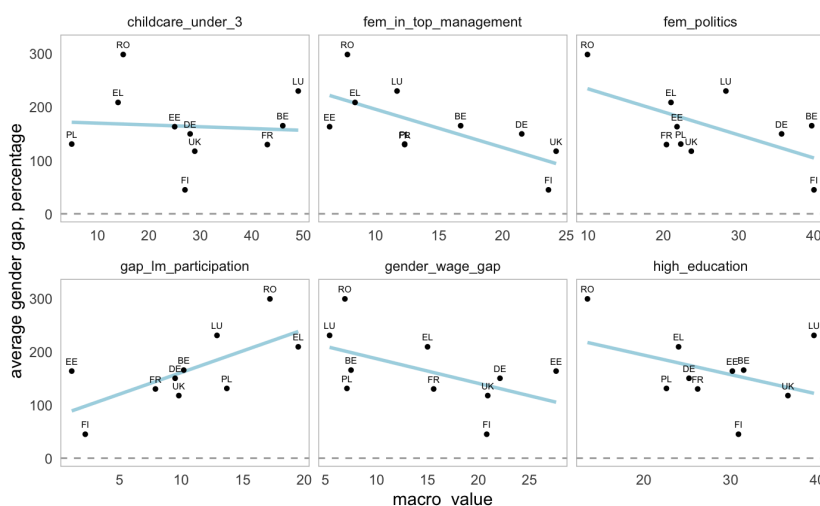 childcare_under_3 fem_in_top_management fem_politics
average gender gap, percentage
300
200
100
0
RO
LU
EL
BE
EE
DE
PL
UK
FR
FI
10 20 30 40 50
RO
LU
EL
EE
BE
DE
UK
FI
10 15 20 25
RO
LU
EL
EE
BE
DE
FR
PL
UK
FI
10 20 30 40
gap_lm_participation gender_wage_gap high_education
300
200
100
0
RO
LU
EL
EE
BE
DE
FR
UK
PL
FI
5 10 15 20
RO
LU
EL
BE
EE
DE
PL
FR
UK
FI
5 10 15 20 25
RO
LU
EL
EE
BE
DE
PL
FR
UK
FI
20 30 40
macro_value